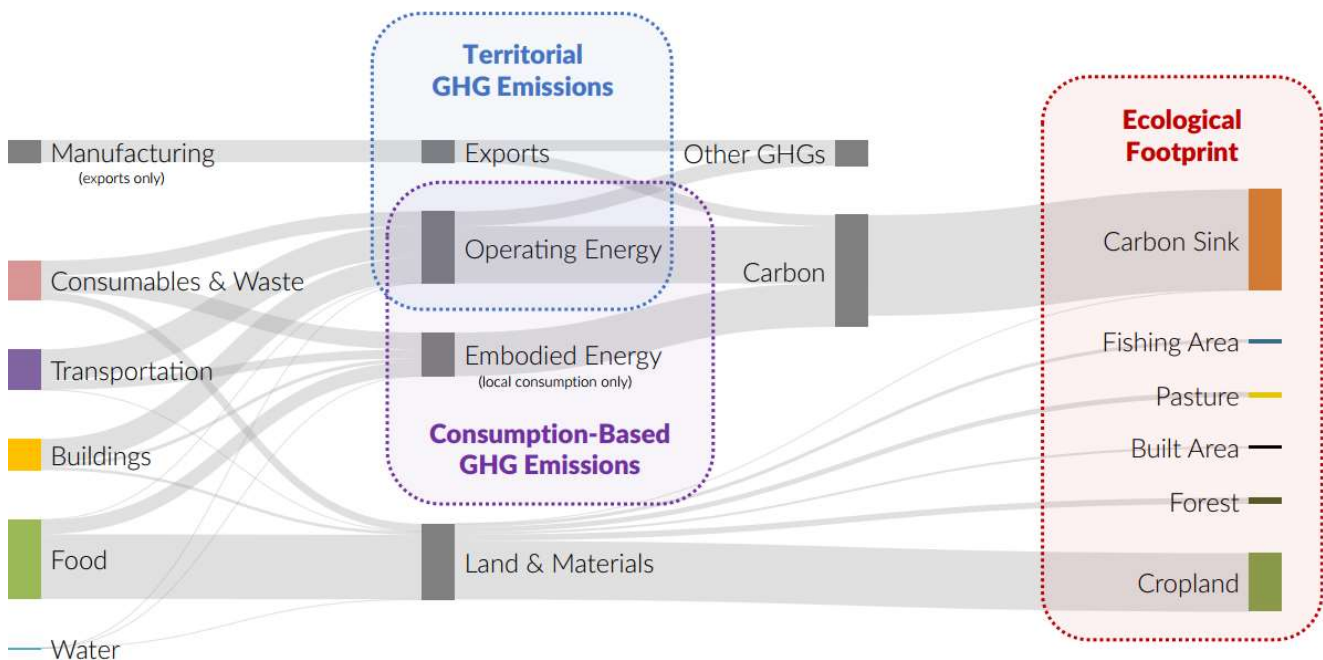 Territorial
GHG Emissions
Ecological
Footprint
Manufacturing
(exports only)
Exports
Other GHGs
Carbon Sink
Operating Energy
Carbon
Consumables & Waste
Fishing Area
Embodied Energy
(local consumption only)
Transportation
Pasture
Consumption-Based
GHG Emissions
Built Area
Buildings
Forest
Food
Land & Materials
Cropland
Water